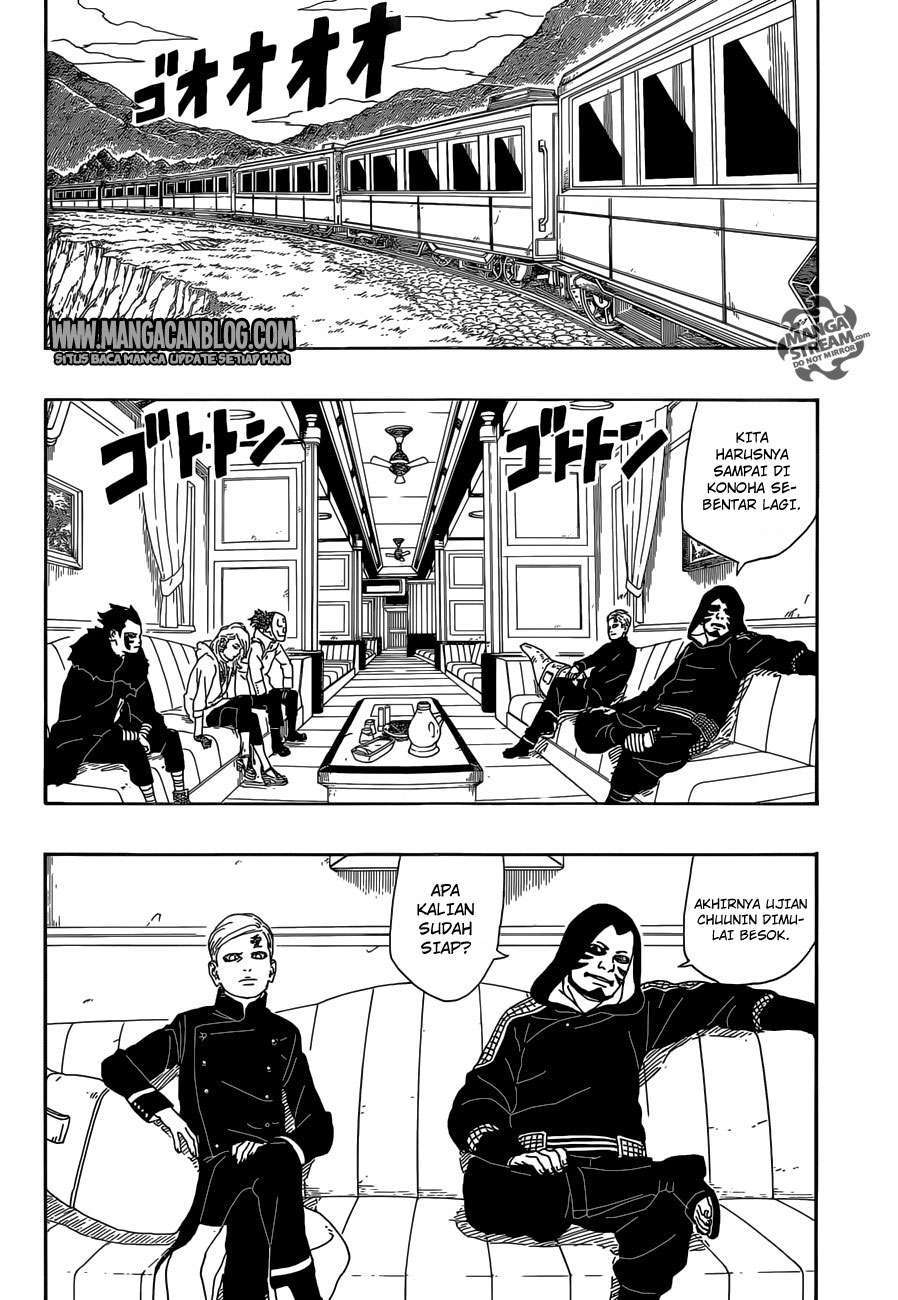 ゴオオオオ
WWW.MANGACANBLOG.COM
SITUS BACA MANGA UPDATE SETIAP HARI
MANGA
STREAM.com
DO NOT MIRROR!
ゴトトン
ゴトトン
KITA
HARUSNYA
SAMPAI DI
KONOHA SE-
BENTAR LAGI.
AKHIRNYA UJIAN
CHUUNIN DIMU-
LAI BESOK.
APA
KALIAN
SUDAH
SIAP?